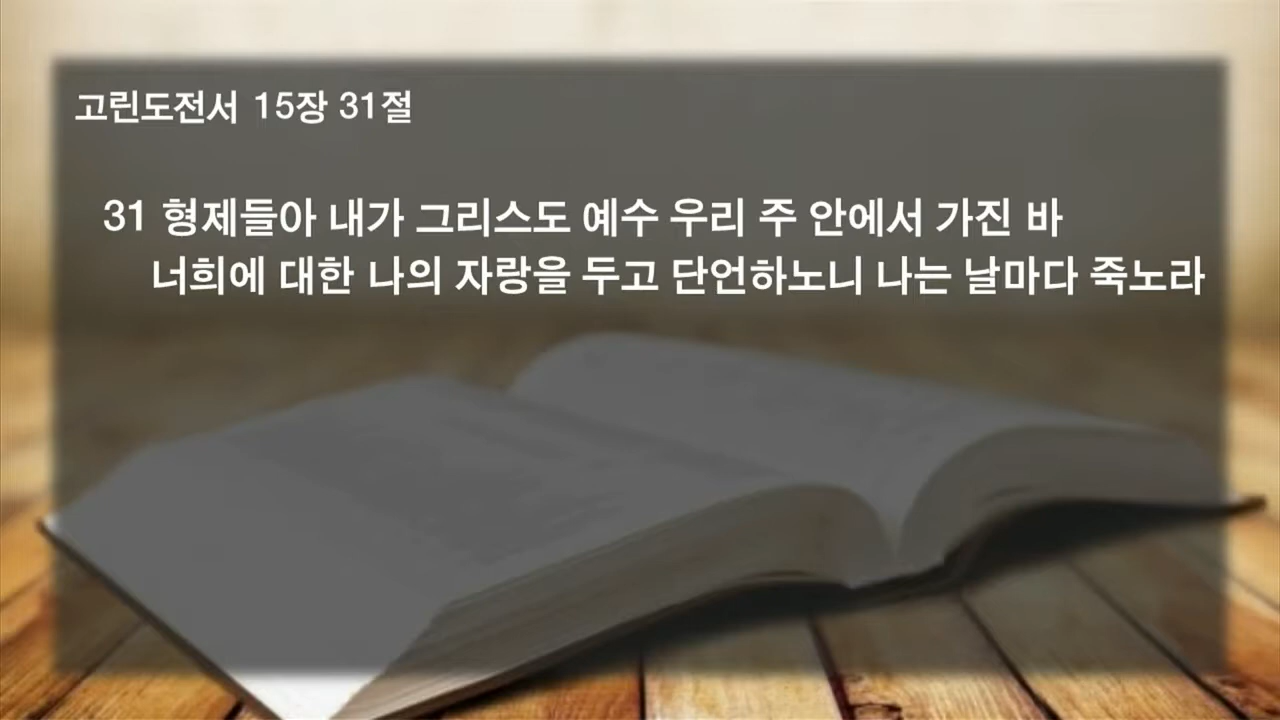 고린도전서 15장 31절
31 형제들아 내가 그리스도 예수 우리 주 안에서 가진 바
너희에 대한 나의 자랑을 두고 단언하노니 나는 날마다 죽노라